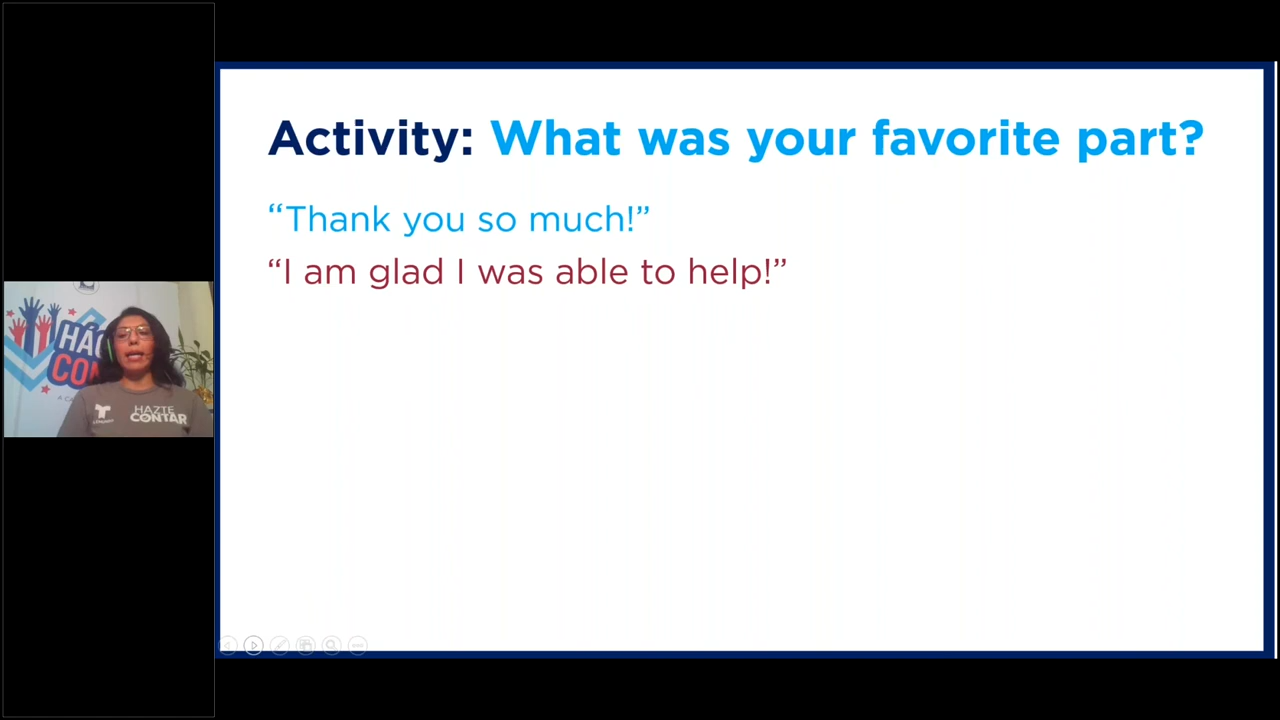 Activity: What was your favorite part?
“Thank you so much!”
“I am glad I was able to help!”
HAZTE
CONTAR